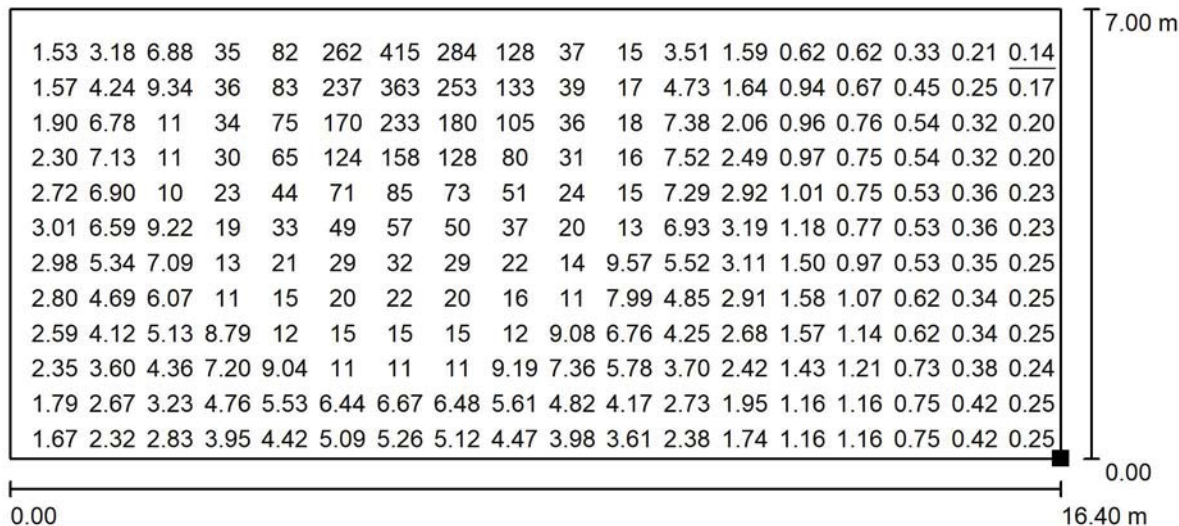 7.00 m
1.53 3.18 6.88 35 82 262 415 284 128 37 15 3.51 1.59 0.62 0.62 0.33 0.21 0.14
1.57 4.24 9.34 36 83 237 363 253 133 39 17 4.73 1.64 0.94 0.67 0.45 0.25 0.17
1.90 6.78 11 34 75 170 233 180 105 36 18 7.38 2.06 0.96 0.76 0.54 0.32 0.20
2.30 7.13 11 30 65 124 158 128 80 31 16 7.52 2.49 0.97 0.75 0.54 0.32 0.20
2.72 6.90 10 23 44 71 85 73 51 24 15 7.29 2.92 1.01 0.75 0.53 0.36 0.23
3.01 6.59 9.22 19 33 49 57 50 37 20 13 6.93 3.19 1.18 0.77 0.53 0.36 0.23
2.98 5.34 7.09 13 21 29 32 29 22 14 9.57 5.52 3.11 1.50 0.97 0.53 0.35 0.25
2.80 4.69 6.07 11 15 20 22 20 16 11 7.99 4.85 2.91 1.58 1.07 0.62 0.34 0.25
2.59 4.12 5.13 8.79 12 15 15 15 12 9.08 6.76 4.25 2.68 1.57 1.14 0.62 0.34 0.25
2.35 3.60 4.36 7.20 9.04 11 11 11 9.19 7.36 5.78 3.70 2.42 1.43 1.21 0.73 0.38 0.24
1.79 2.67 3.23 4.76 5.53 6.44 6.67 6.48 5.61 4.82 4.17 2.73 1.95 1.16 1.16 0.75 0.42 0.25
1.67 2.32 2.83 3.95 4.42 5.09 5.26 5.12 4.47 3.98 3.61 2.38 1.74 1.16 1.16 0.75 0.42 0.25
0.00
0.00 16.40 m